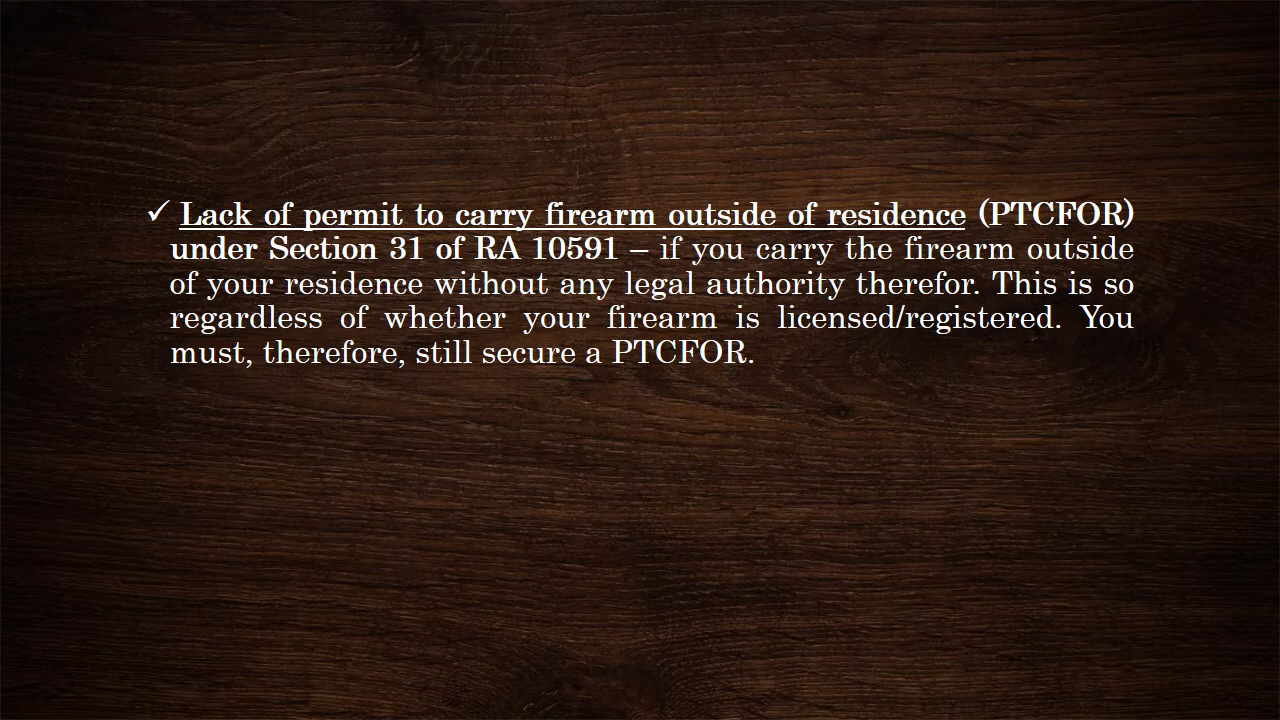 ✓ Lack of permit to carry firearm outside of residence (PTCFOR)
under Section 31 of RA 10591 – if you carry the firearm outside
of your residence without any legal authority therefor. This is so
regardless of whether your firearm is licensed/registered. You
must, therefore, still secure a PTCFOR.